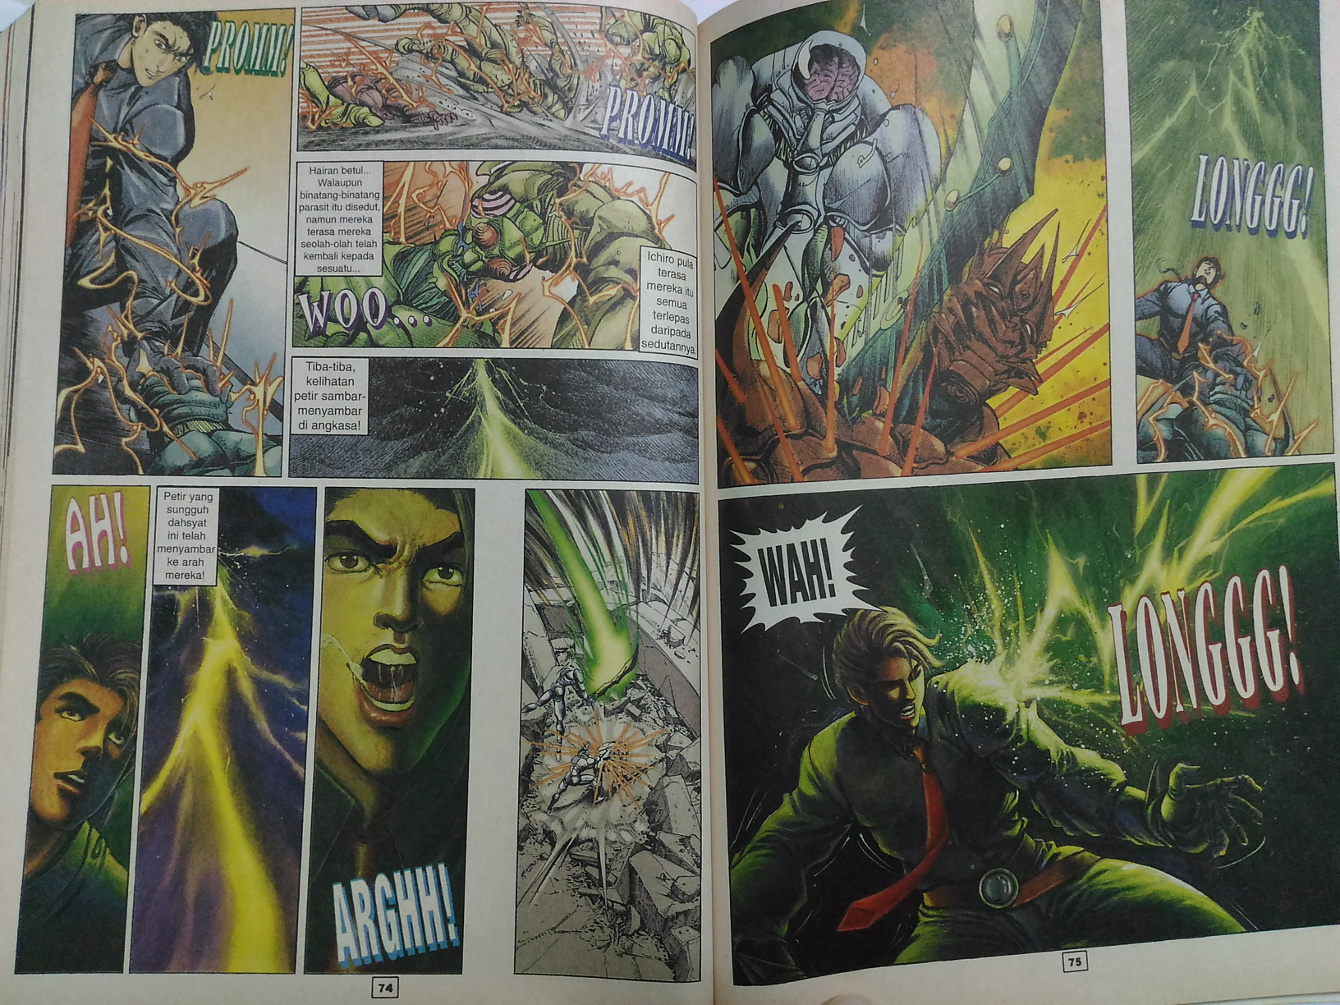 PROMM!
PROMM!
Hairan betul...
Walaupun
binatang-binatang
parasit itu disedut,
namun mereka
terasa mereka
seolah-olah telah
kembali kepada
sesuatu...
WOO...
Ichiro pula
terasa
mereka itu
semua
terlepas
daripada
sedutannya.
Tiba-tiba,
kelihatan
petir sambar-
menyambar
di angkasa!
AH!
Petir yang
sungguh
dahsyat
ini telah
menyambar
ke arah
mereka!
ARGHH!
74
LONGGG!
WAH!
LONGGG!
75